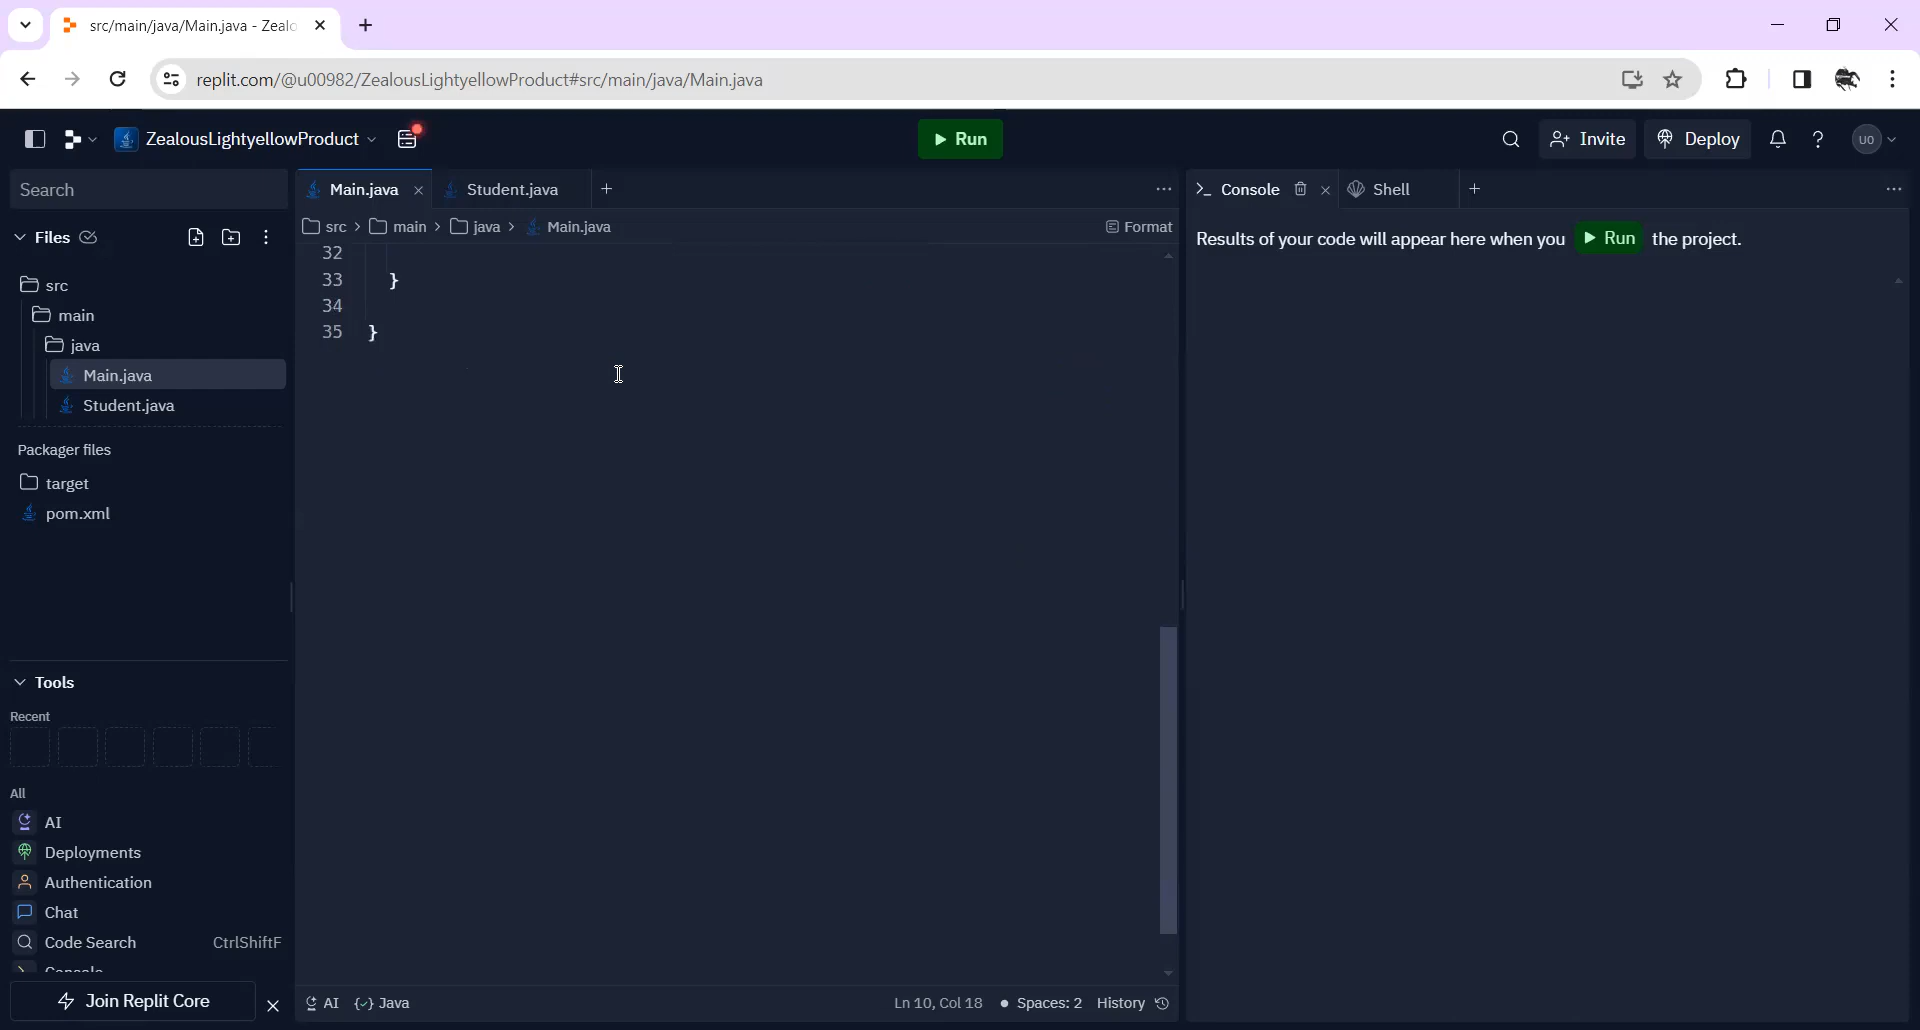 src/main/java/Main.java - Zealo
replit.com/@u00982/ZealousLightyellowProduct#src/main/java/Main.java
ZealousLightyellowProduct
Run
Invite
Deploy
U0
Search
Main.java
Student.java
Console
Shell
Files
src
main
java
Main.java
Format
Results of your code will appear here when you Run the project.
32
33 }
34
35 }
src
main
java
Main.java
Student.java
Packager files
target
pom.xml
Tools
Recent
All
AI
Deployments
Authentication
Chat
Code Search CtrlShiftF
Console
Join Replit Core
AI
Java
Ln 10, Col 18
Spaces: 2
History